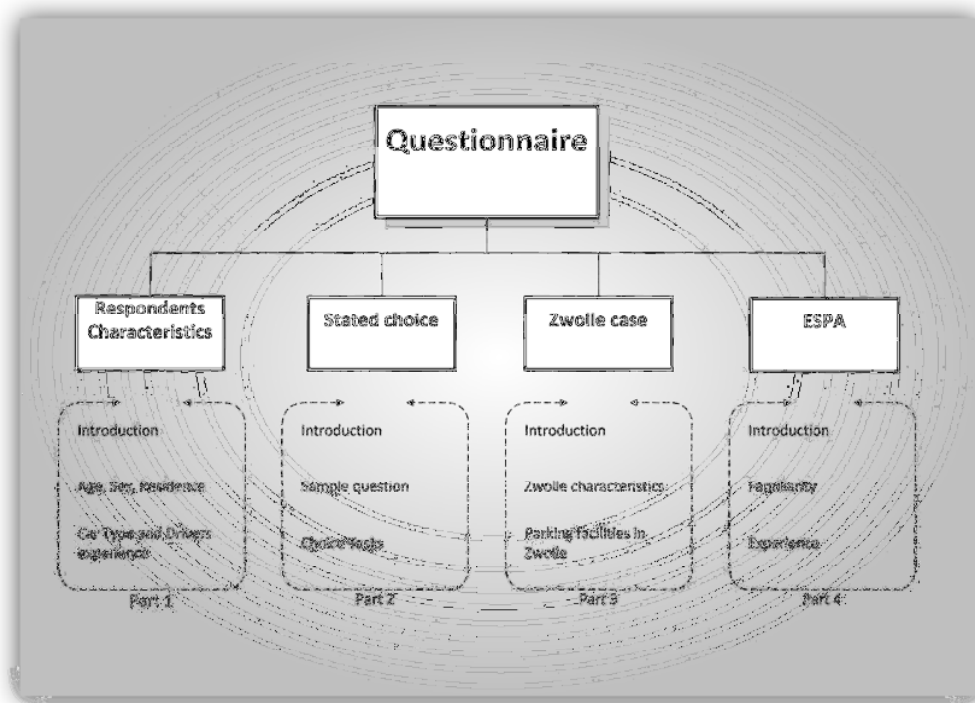 Questionnaire
Respondents
Characteristics
Stated choice
Zwolle case
ESPA
Introduction
Age, Sex, Residence
Car Type and Drivers
experience
Part 1
Introduction
Sample question
Choice Tasks
Part 2
Introduction
Zwolle characteristics
Parking facilities in
Zwolle
Part 3
Introduction
Familiarity
Experience
Part 4